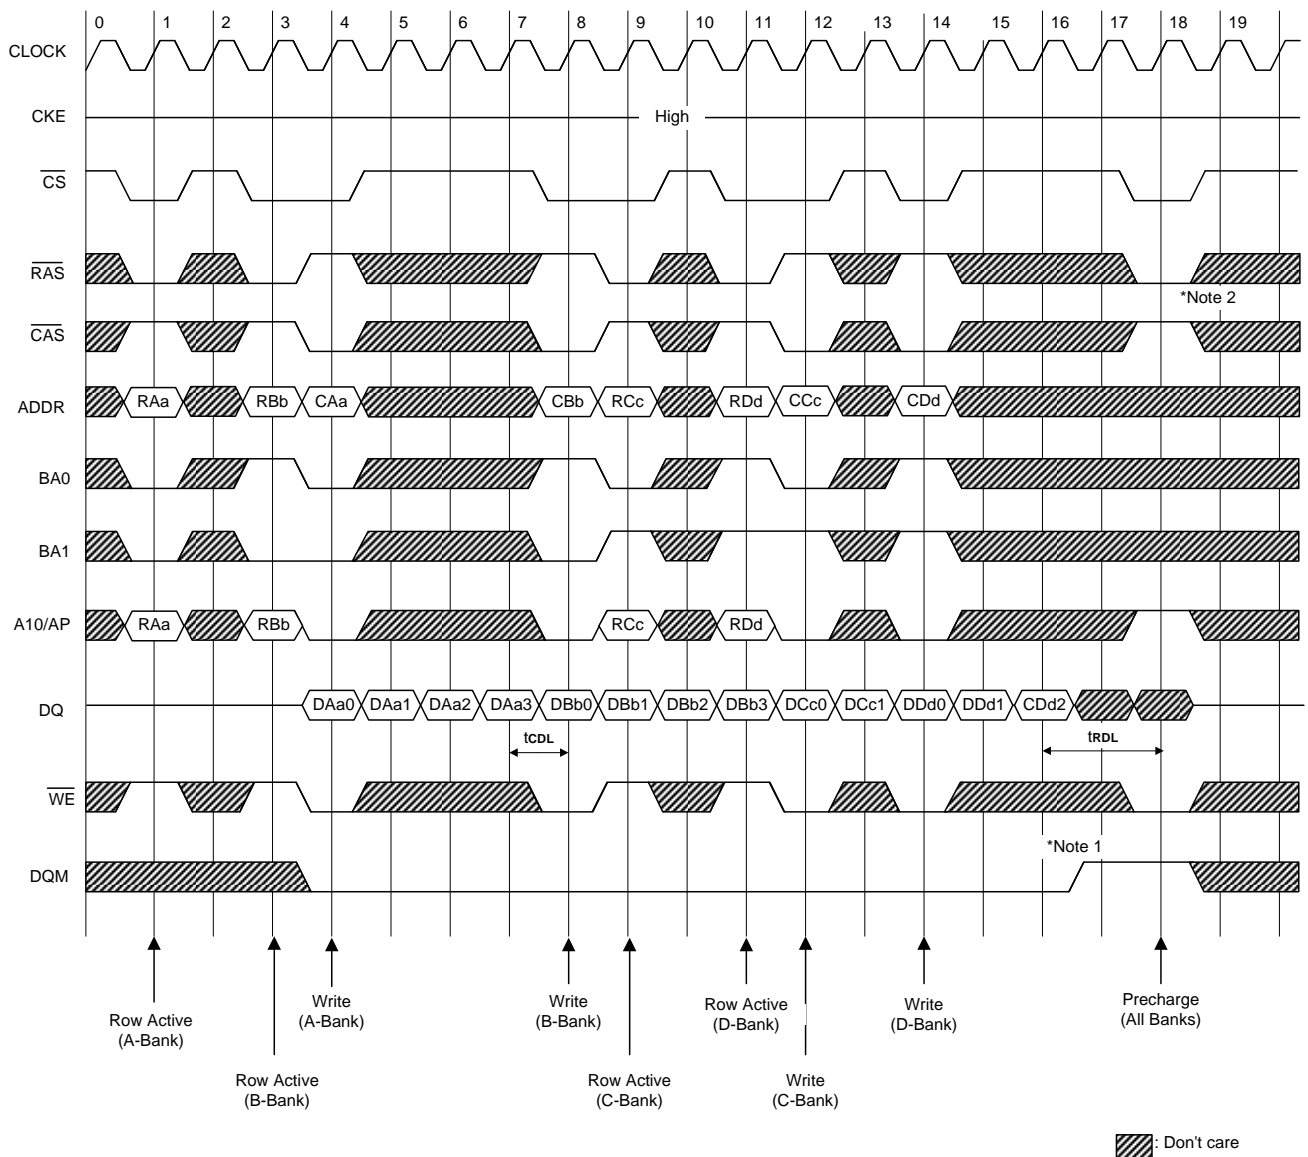 0 1 2 3 4 5 6 7 8 9 10 11 12 13 14 15 16 17 18 19
CLOCK
CKE High
CS
RAS
*Note 2
CAS
ADDR RAa RBb CAa CBb RCc RDd CCc CDd
BA0
BA1
A10/AP RAa RBb RCc RDd
DQ DAa0 DAa1 DAa2 DAa3 DBb0 DBb1 DBb2 DBb3 DCc0 DCc1 DDd0 DDd1 CDd2
tCDL tRDL
WE
*Note 1
DQM
Row Active
(A-Bank)
Row Active
(B-Bank)
Write
(A-Bank)
Write
(B-Bank)
Row Active
(C-Bank)
Row Active
(D-Bank)
Write
(C-Bank)
Write
(D-Bank)
Precharge
(All Banks)
: Don't care